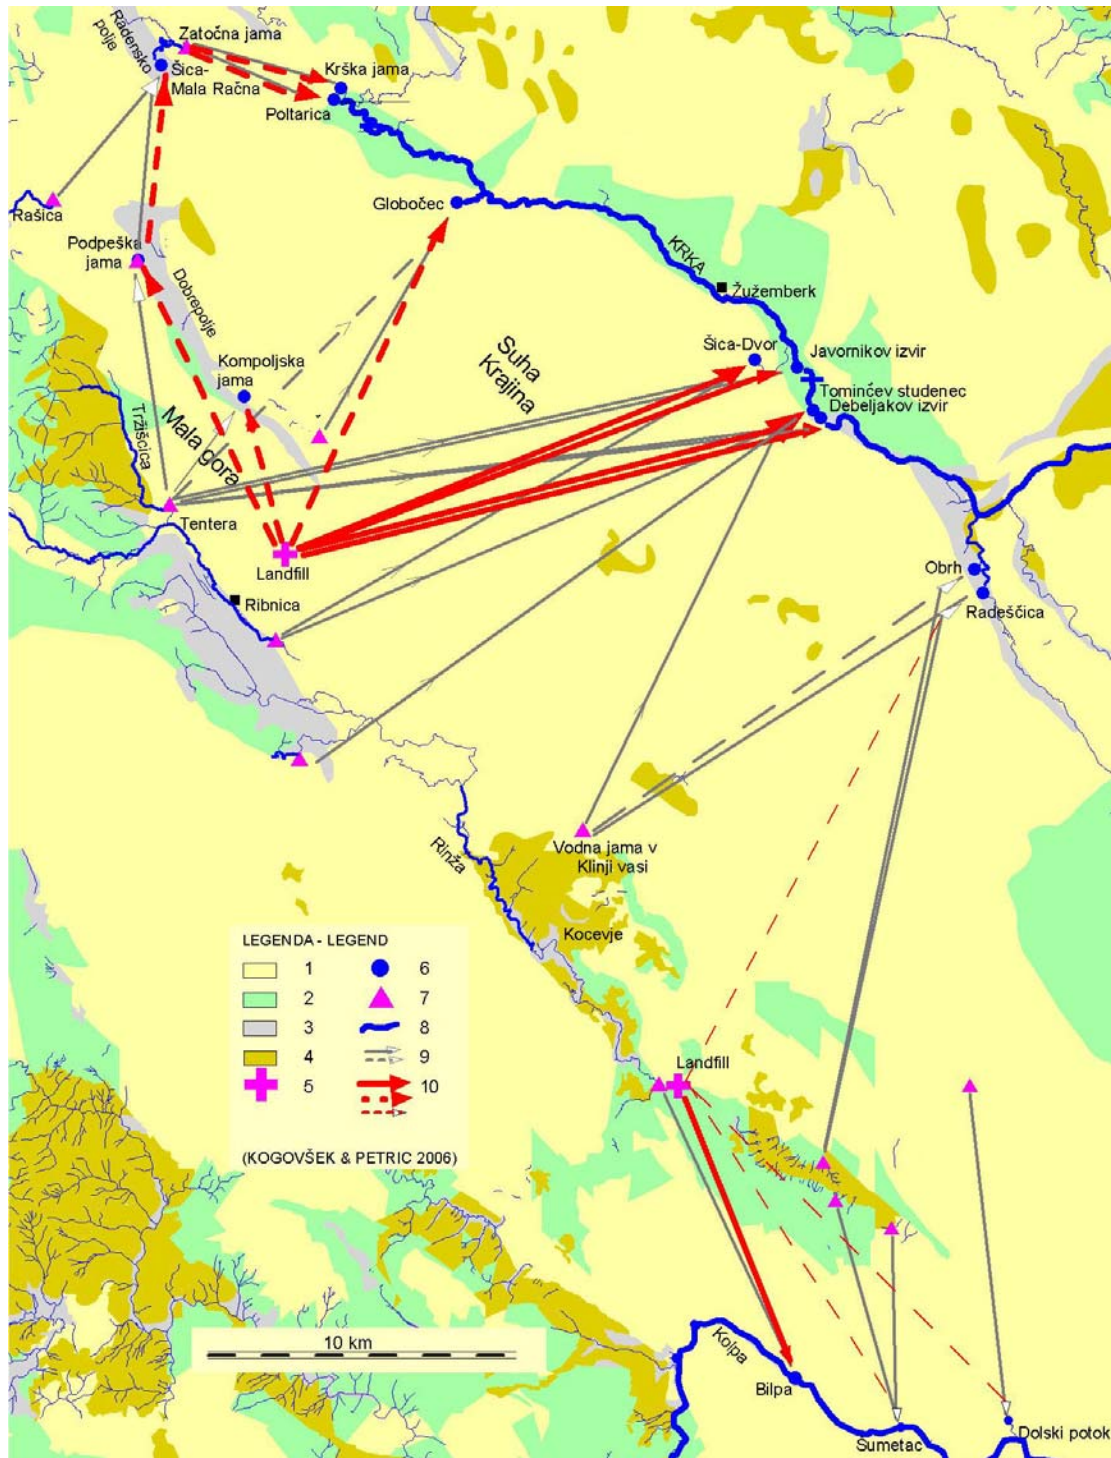 Zatočna jama
Radensko
polje
Šica-
Mala Račna
Krška jama
Poltarica
Rašica
Globočec
Podpeška
jama
Dobrepolje
KRKA
Žužemberk
Kompoljska
jama
Suha
Krajina
Šica-Dvor
Javornikov izvir
Tominćev studenec
Debeljakov izvir
Tržiščica
Mala gora
Tentera
Landfill
Ribnica
Obrh
Radeščica
Rinža
Vodna jama v
Klinji vasi
Kocevje
LEGENDA - LEGEND
1 6
2 7
3 8
4 9
5 10
(KOGOVŠEK & PETRIC 2006)
Landfill
10 km
Kolpa
Bilpa
Šumetac
Dolski potok